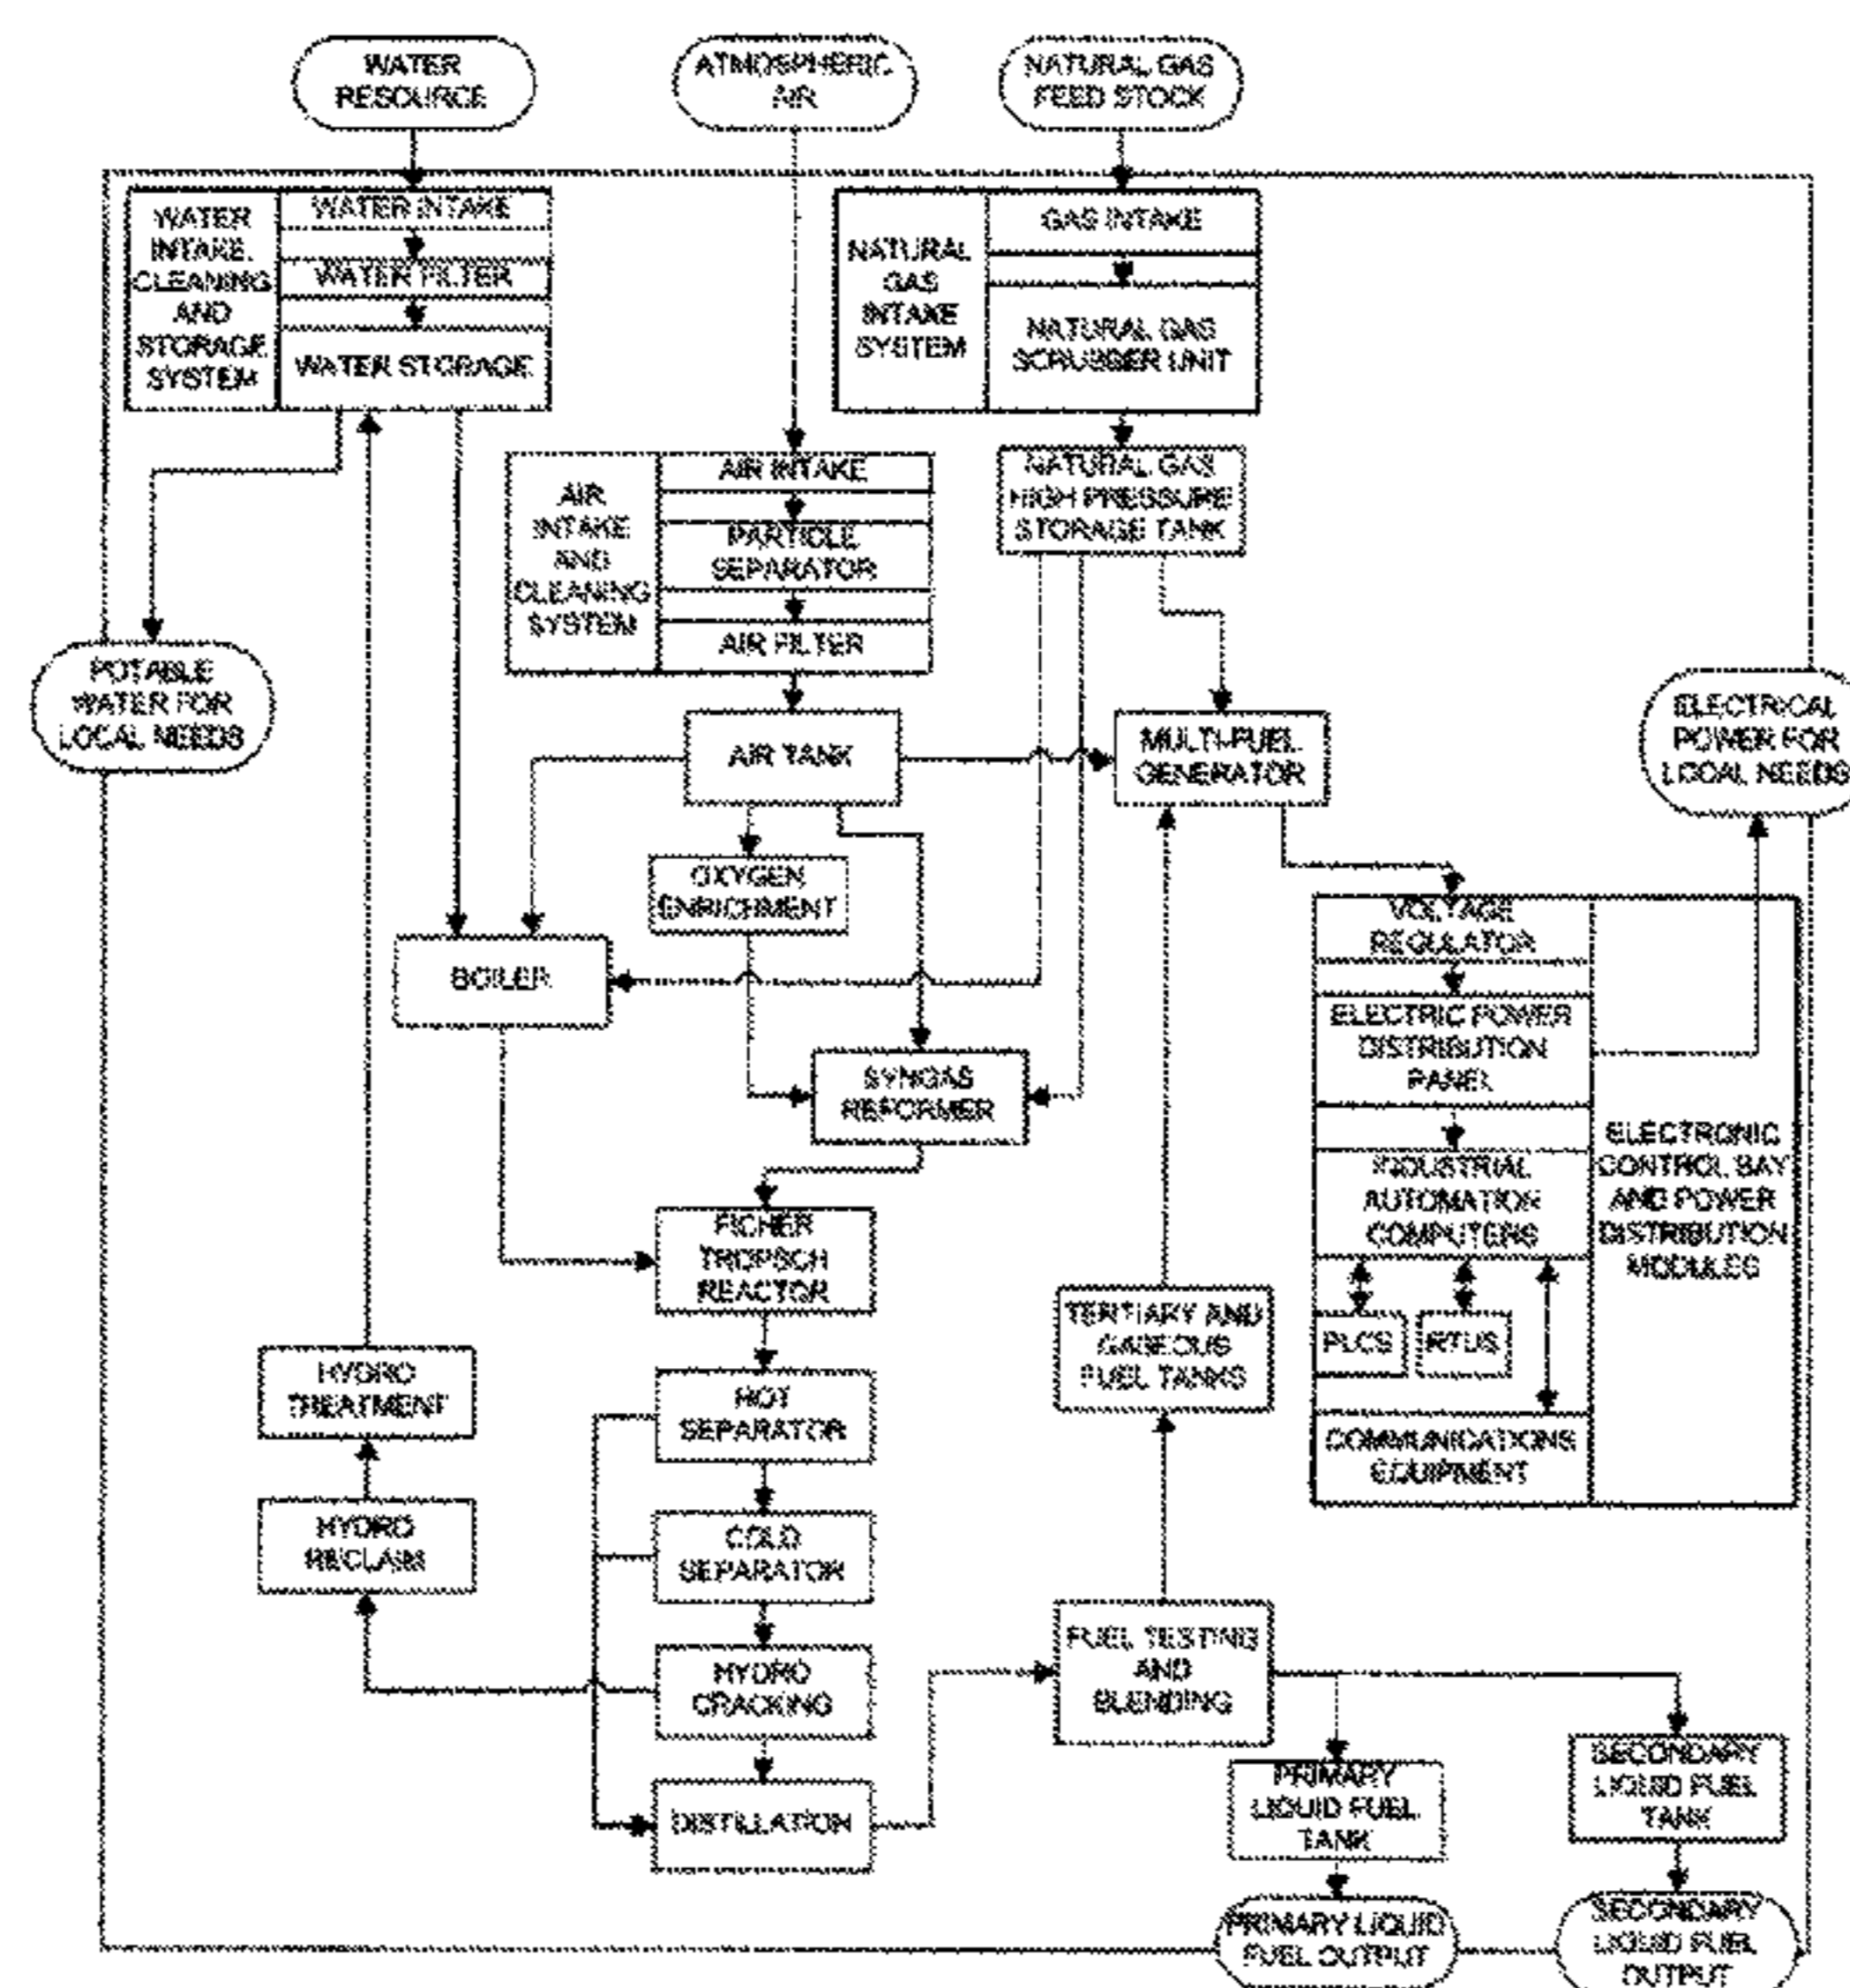 WATER
RESOURCE
ATMOSPHERIC
AIR
NATURAL GAS
FEED STOCK
WATER
INTAKE,
CLEANING
AND
STORAGE
SYSTEM
WATER INTAKE
WATER FILTER
WATER STORAGE
NATURAL
GAS
INTAKE
SYSTEM
GAS INTAKE
NATURAL GAS
SCRUBBER UNIT
AIR
INTAKE
AND
CLEANING
SYSTEM
AIR INTAKE
PARTICLE
SEPARATOR
AIR FILTER
NATURAL GAS
HIGH PRESSURE
STORAGE TANK
POTABLE
WATER FOR
LOCAL NEEDS
AIR TANK
MULTI-FUEL
GENERATOR
ELECTRICAL
POWER FOR
LOCAL NEEDS
OXYGEN
ENRICHMENT
BOILER
SYNGAS
REFORMER
VOLTAGE
REGULATOR
ELECTRIC POWER
DISTRIBUTION
PANEL
INDUSTRIAL
AUTOMATION
COMPUTERS
PLCS
RTUS
COMMUNICATIONS
EQUIPMENT
ELECTRONIC
CONTROL BAY
AND POWER
DISTRIBUTION
MODULES
FICHER
TROPSCH
REACTOR
HYDRO
TREATMENT
HOT
SEPARATOR
TERTIARY AND
GASEOUS
FUEL TANKS
HYDRO
RECLAIM
COLD
SEPARATOR
HYDRO
CRACKING
FUEL TESTING
AND
BLENDING
DISTILLATION
PRIMARY
LIQUID FUEL
TANK
SECONDARY
LIQUID FUEL
TANK
PRIMARY LIQUID
FUEL OUTPUT
SECONDARY
LIQUID FUEL
OUTPUT